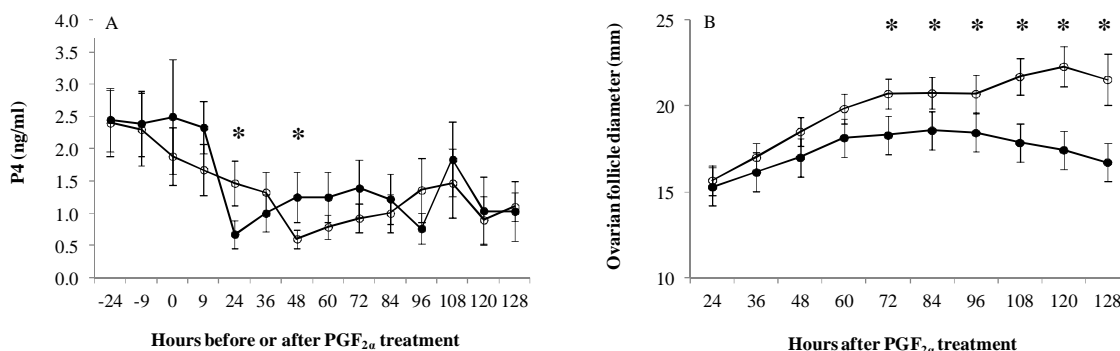 A
4.0
3.5
3.0
2.5
2.0
1.5
1.0
0.5
0.0
P4 (ng/ml)
* *
-24 -9 0 9 24 36 48 60 72 84 96 108 120 128
Hours before or after PGF2α treatment
B
25
20
15
10
Ovarian follicle diameter (mm)
* * * * * *
24 36 48 60 72 84 96 108 120 128
Hours after PGF2α treatment